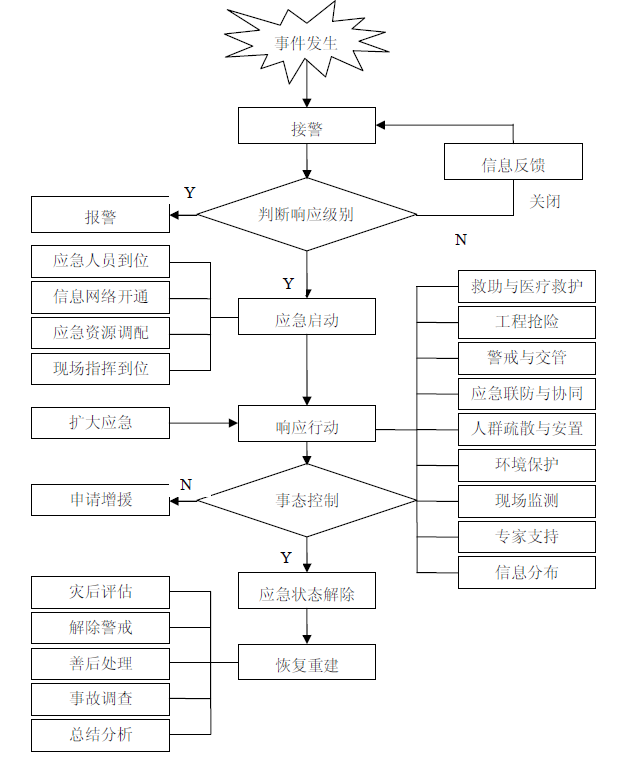 事件发生
接警
信息反馈
Y
判断响应级别
关闭
报警
N
应急人员到位
Y
信息网络开通
应急启动
应急资源调配
现场指挥到位
救助与医疗救护
工程抢险
警戒与交管
应急联防与协同
扩大应急
响应行动
人群疏散与安置
环境保护
N
申请增援
事态控制
现场监测
专家支持
Y
信息分布
灾后评估
应急状态解除
解除警戒
善后处理
恢复重建
事故调查
总结分析